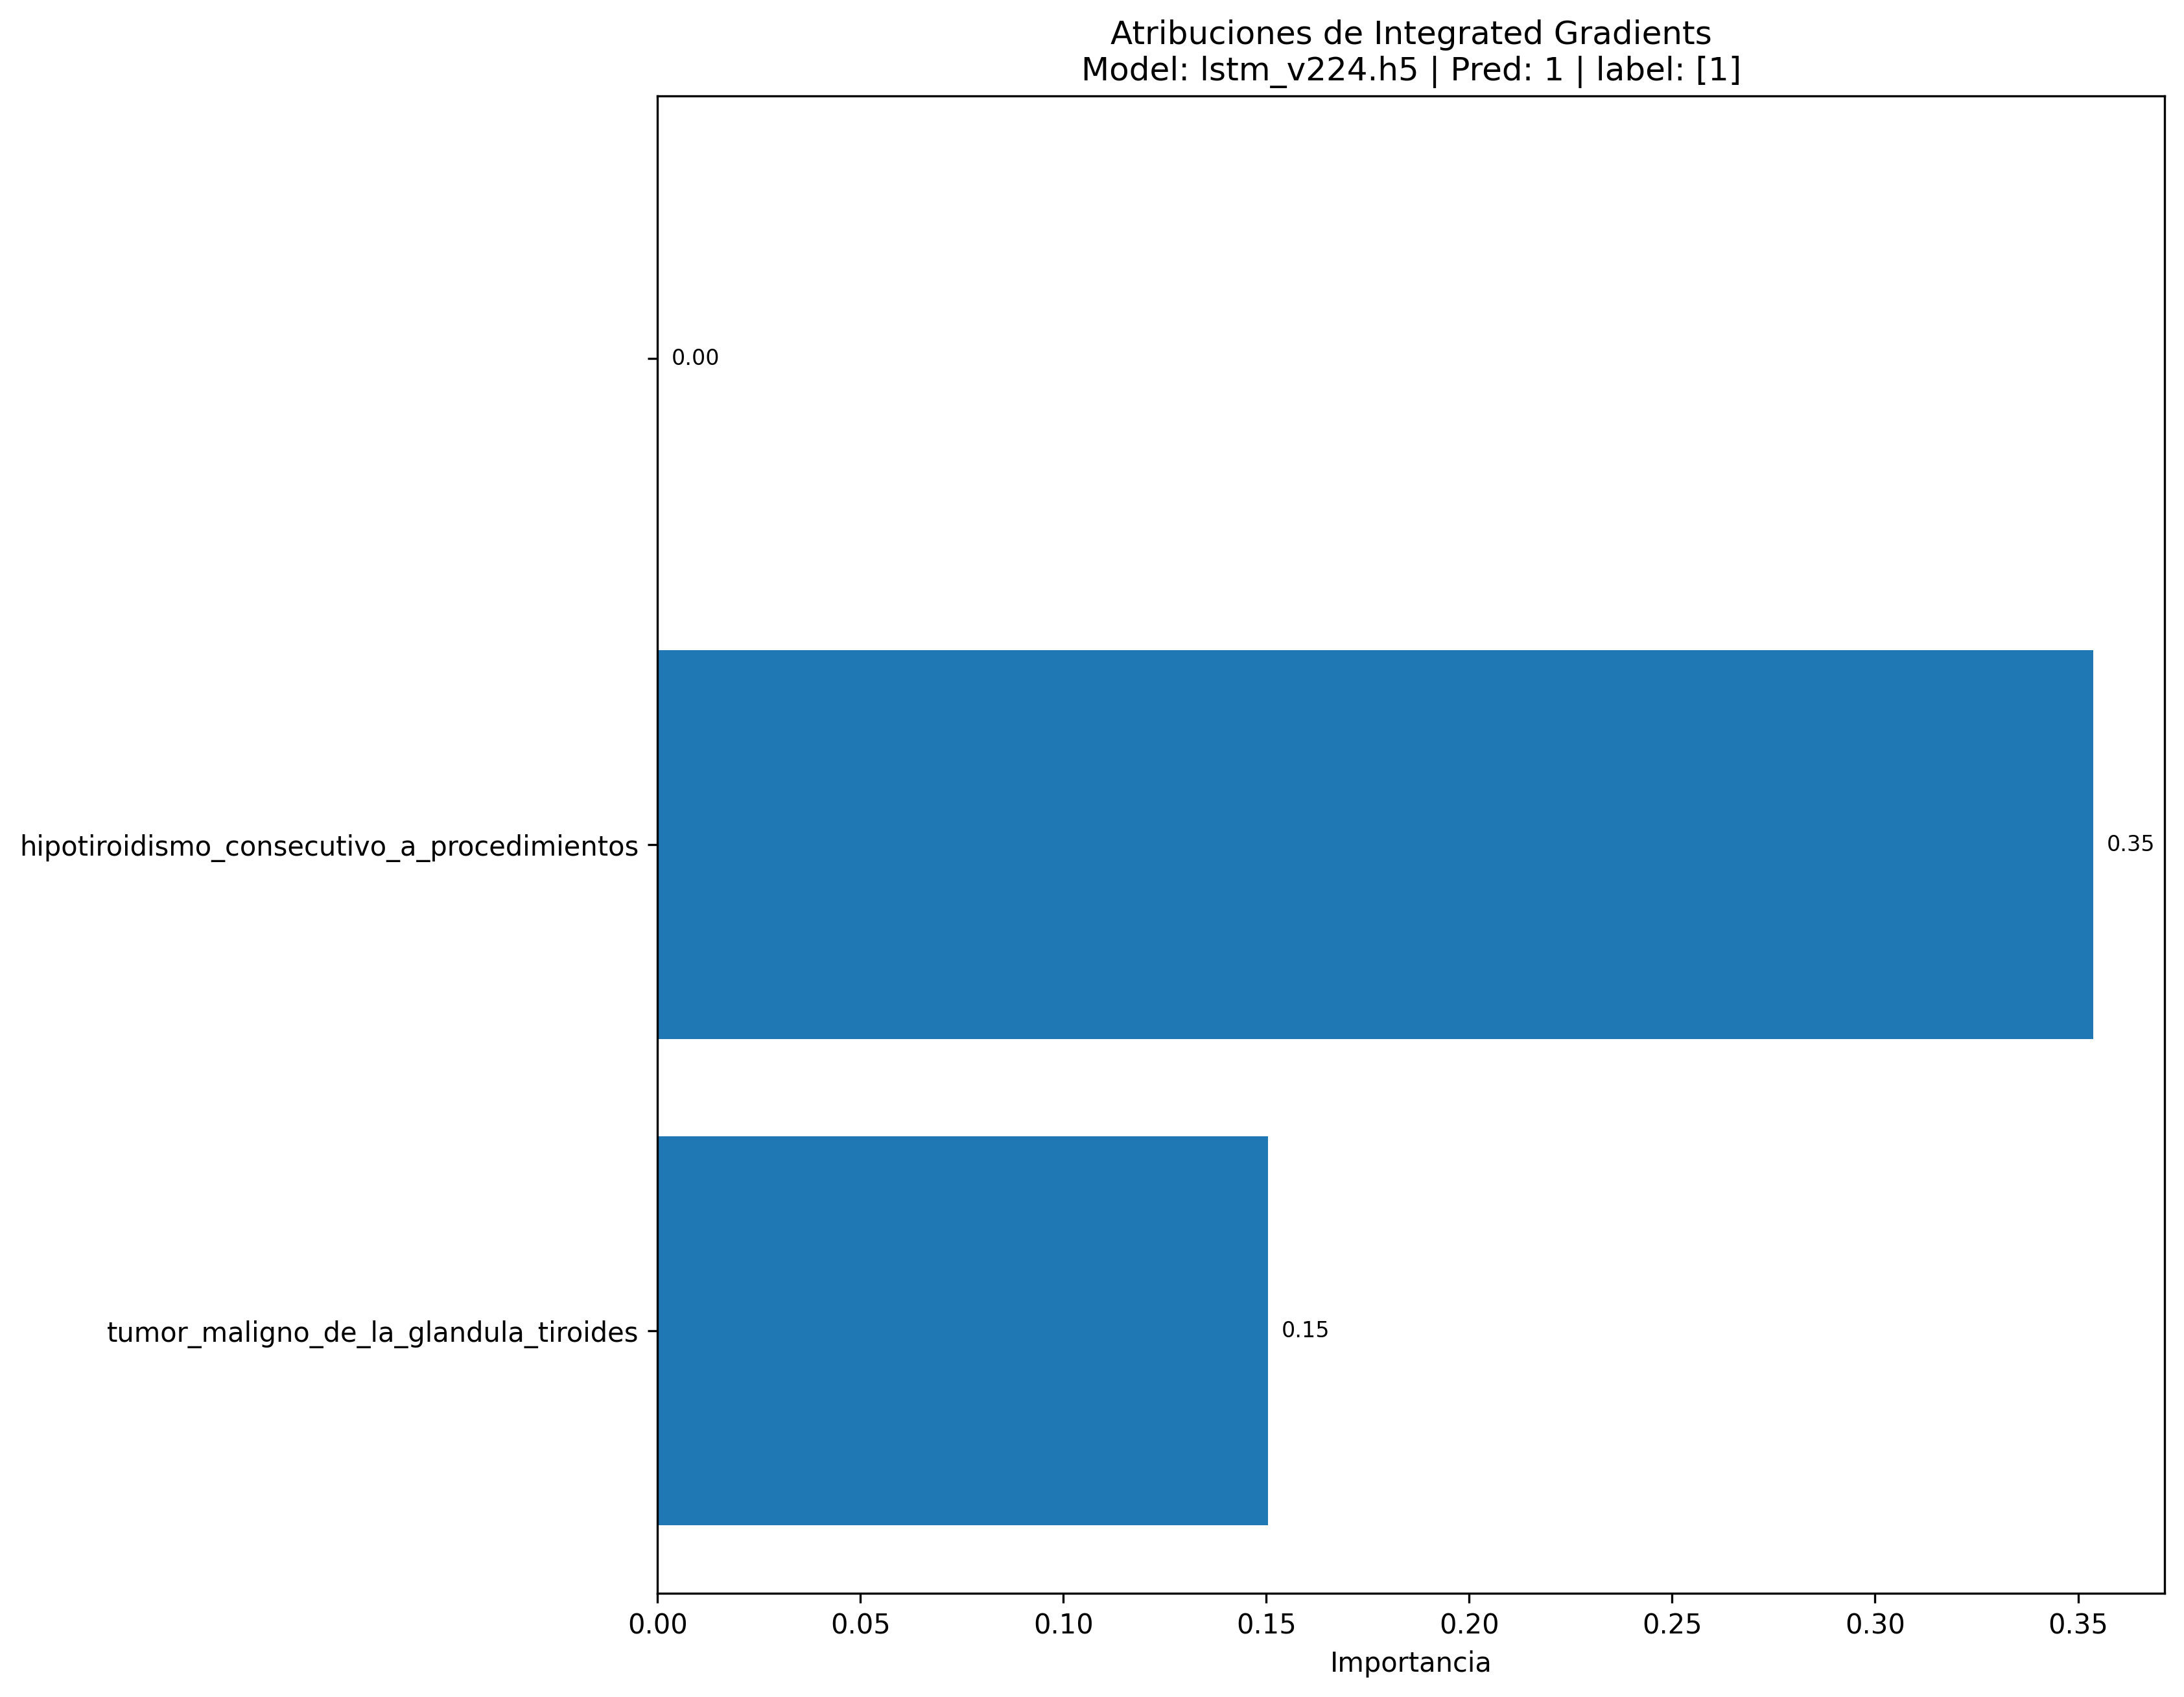 Atribuciones de Integrated Gradients
Model: lstm_v224.h5 | Pred: 1 | label: [1]
0.00
hipotiroidismo_consecutivo_a_procedimientos
0.35
tumor_maligno_de_la_glandula_tiroides
0.15
0.00 0.05 0.10 0.15 0.20 0.25 0.30 0.35
Importancia